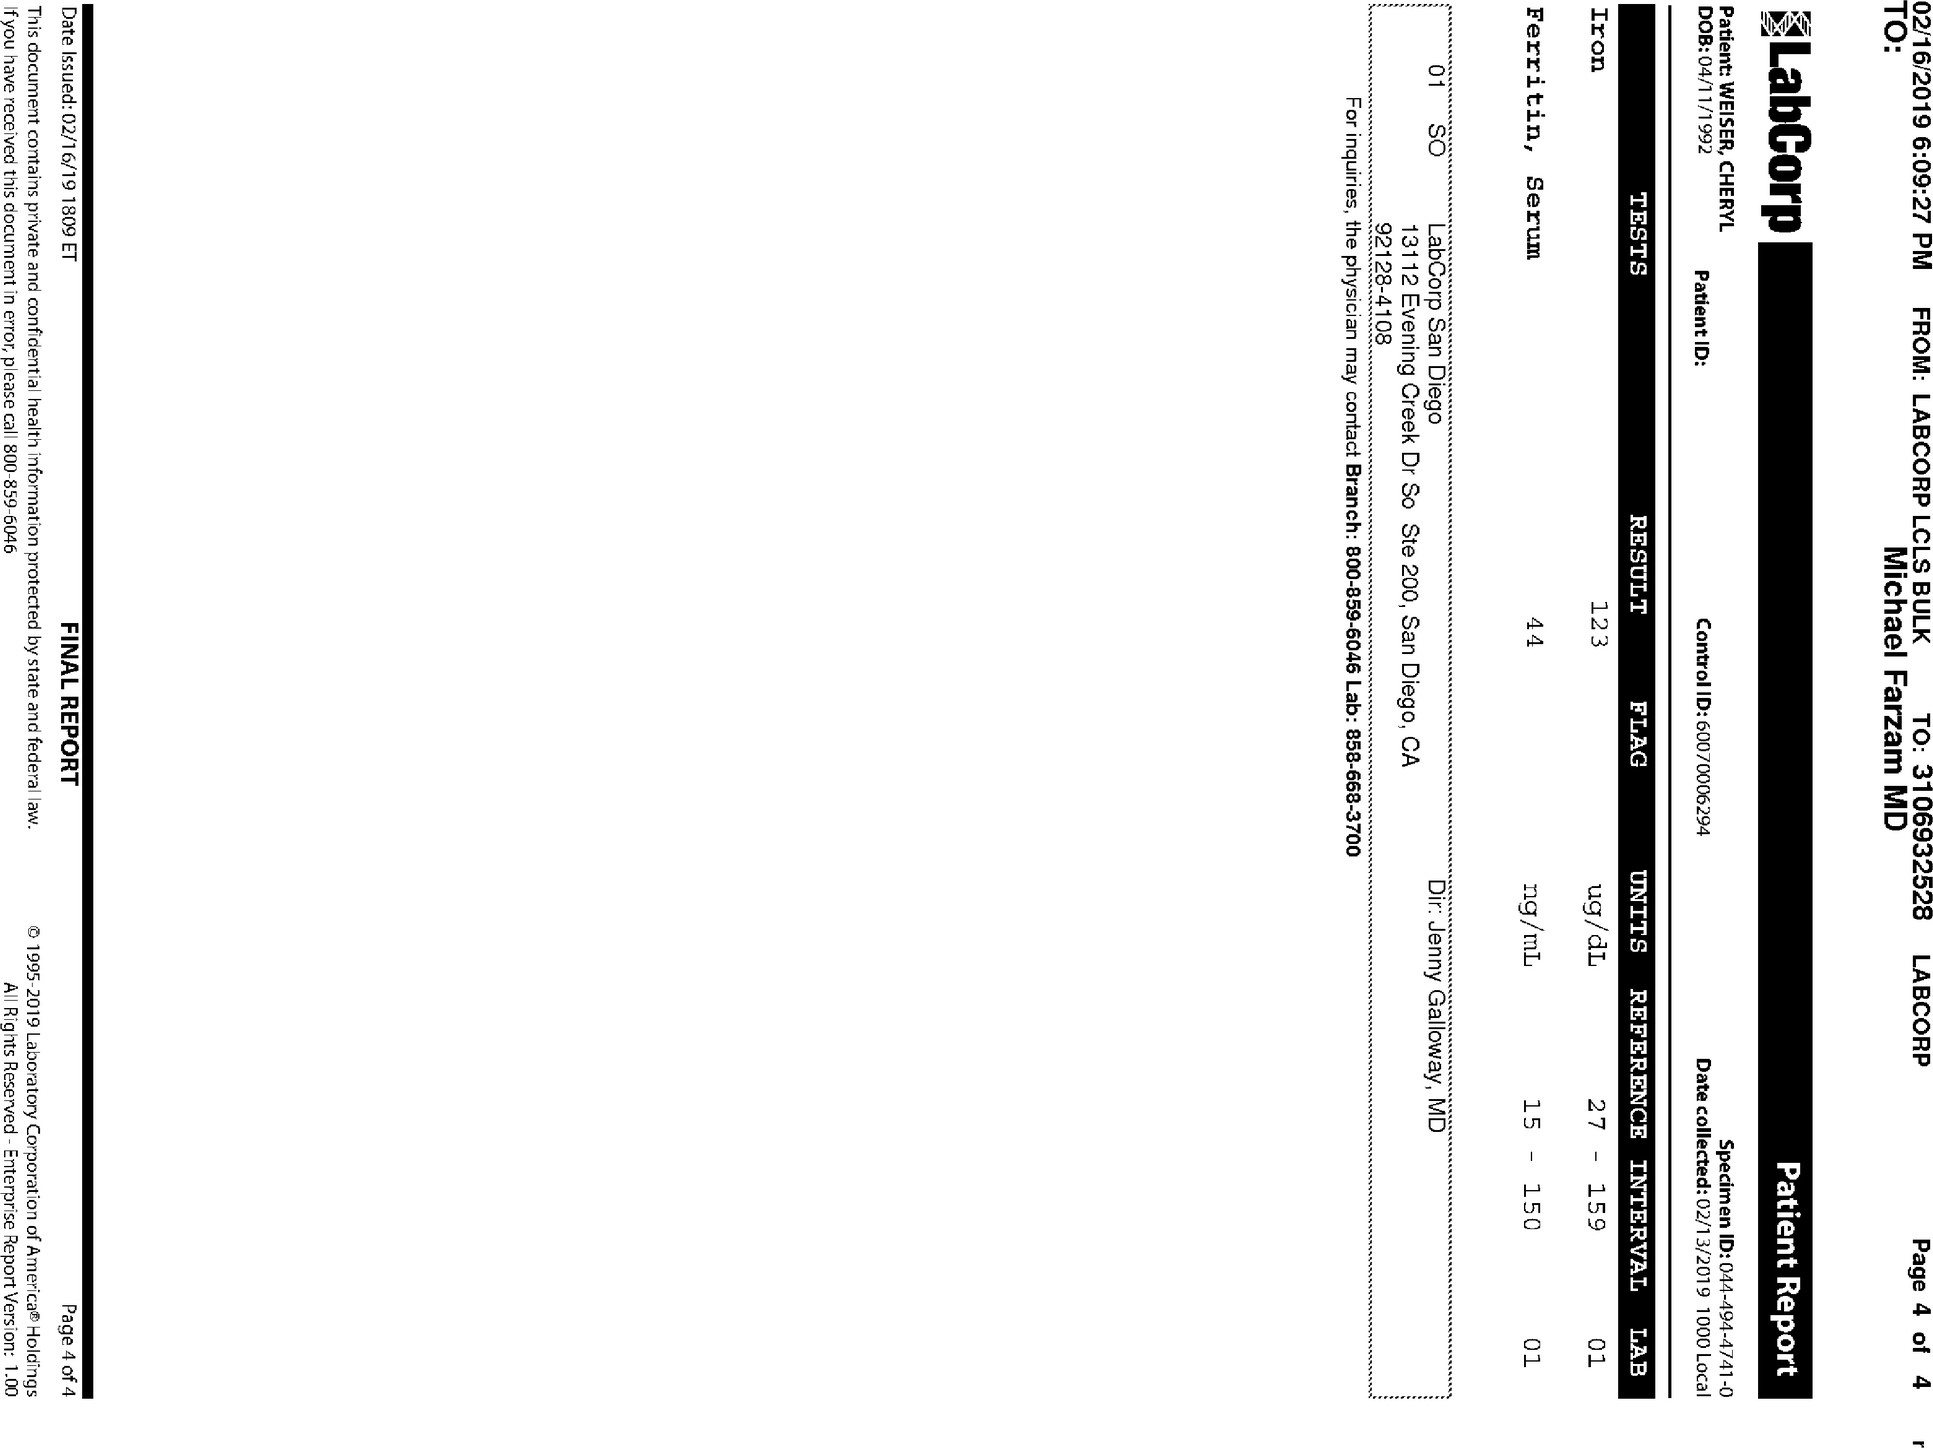 02/16/2019 6:09:27 PM FROM: LABCORP LCLS BULK TO: 3106932528 LABCORP Page 4 of 4
TO: Michael Farzam MD
LabCorp Patient Report
Patient: WEISER, CHERYL Specimen ID: 044-494-4741-0
DOB: 04/11/1992 Patient ID: Control ID: 60070006294 Date collected: 02/13/2019 1000 Local
TESTS RESULT FLAG UNITS REFERENCE INTERVAL LAB
Iron 123 ug/dL 27 - 159 01
Ferritin, Serum 44 ng/mL 15 - 150 01
01 SO LabCorp San Diego Dir: Jenny Galloway, MD
13112 Evening Creek Dr So Ste 200, San Diego, CA
92128-4108
For inquiries, the physician may contact Branch: 800-859-6046 Lab: 858-668-3700
Date Issued: 02/16/19 1809 ET FINAL REPORT Page 4 of 4
This document contains private and confidential health information protected by state and federal law. © 1995-2019 Laboratory Corporation of America® Holdings
If you have received this document in error, please call 800-859-6046 All Rights Reserved - Enterprise Report Version: 1.00